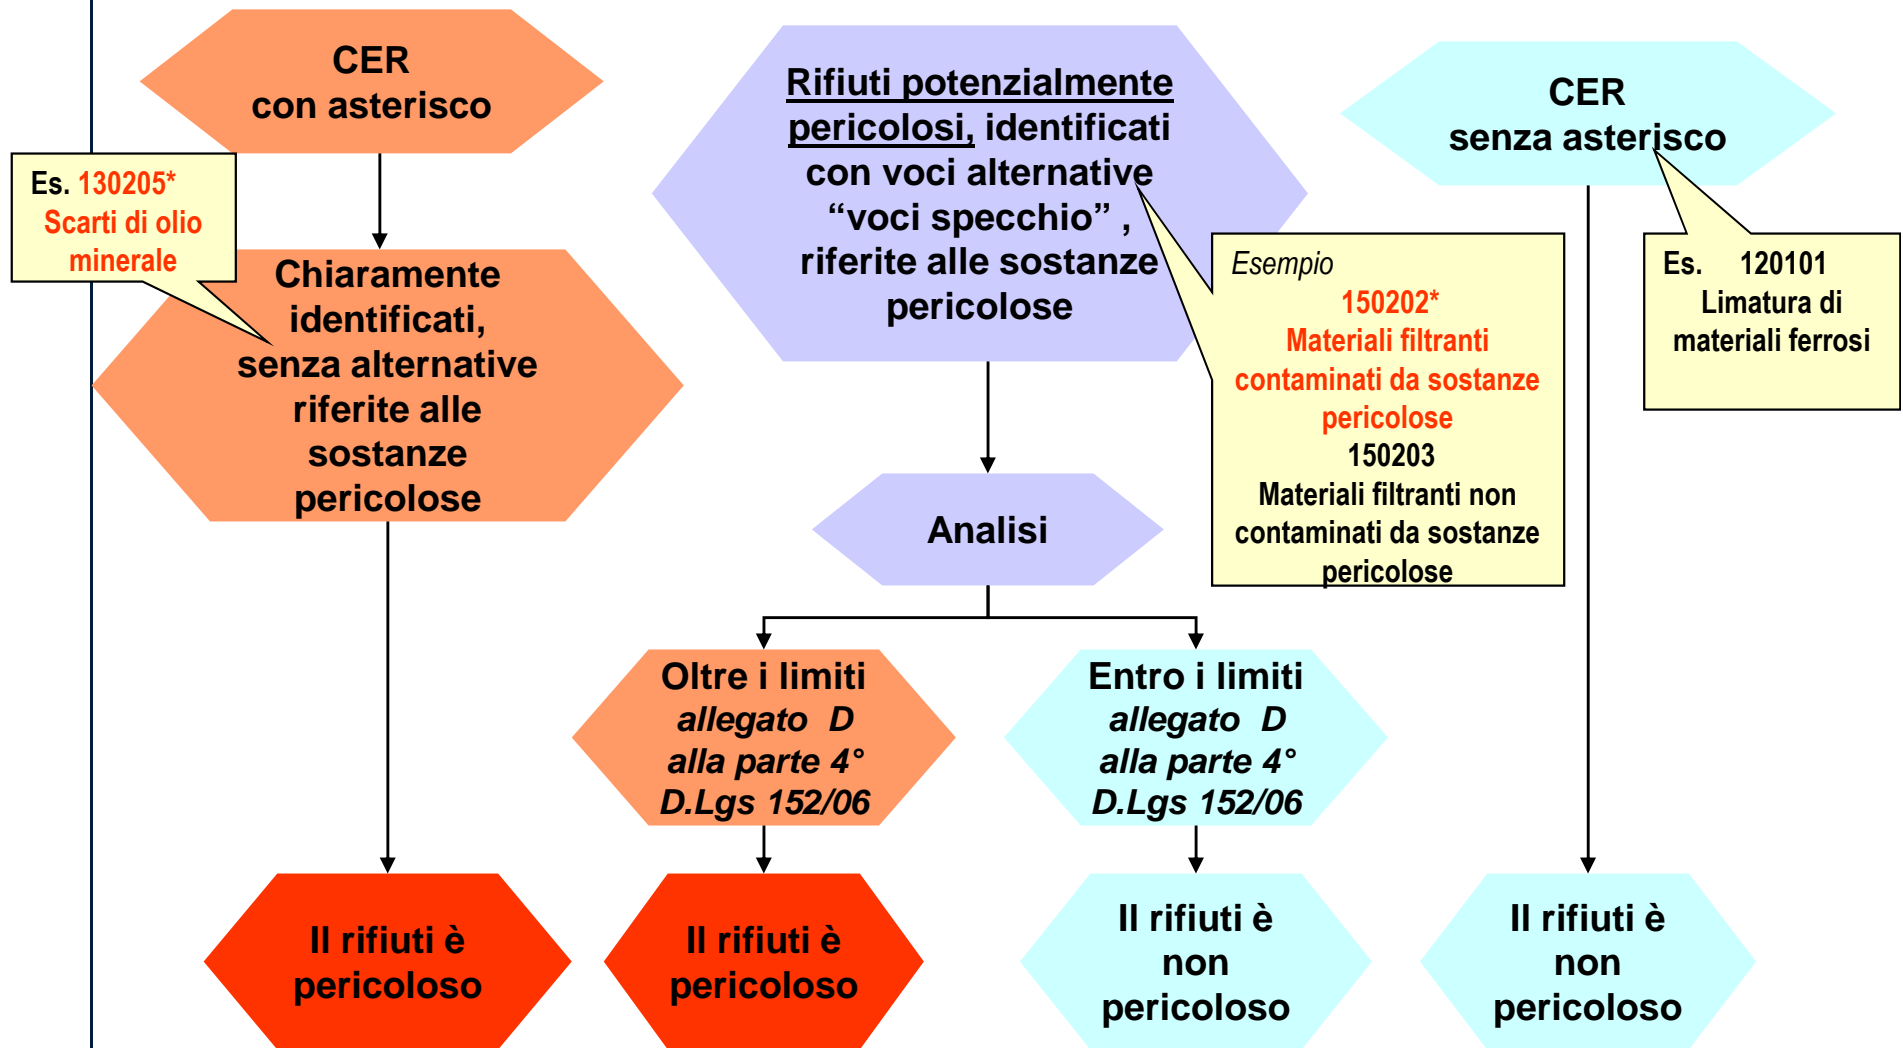 CER
con asterisco
Es. 130205*
Scarti di olio
minerale
Chiaramente
identificati,
senza alternative
riferite alle
sostanze
pericolose
Rifiuti potenzialmente
pericolosi, identificati
con voci alternative
“voci specchio” ,
riferite alle sostanze
pericolose
Esempio
150202*
Materiali filtranti
contaminati da sostanze
pericolose
150203
Materiali filtranti non
contaminati da sostanze
pericolose
CER
senza asterisco
Es. 120101
Limatura di
materiali ferrosi
Analisi
Oltre i limiti
allegato D
alla parte 4°
D.Lgs 152/06
Entro i limiti
allegato D
alla parte 4°
D.Lgs 152/06
Il rifiuti è
pericoloso
Il rifiuti è
pericoloso
Il rifiuti è
non
pericoloso
Il rifiuti è
non
pericoloso